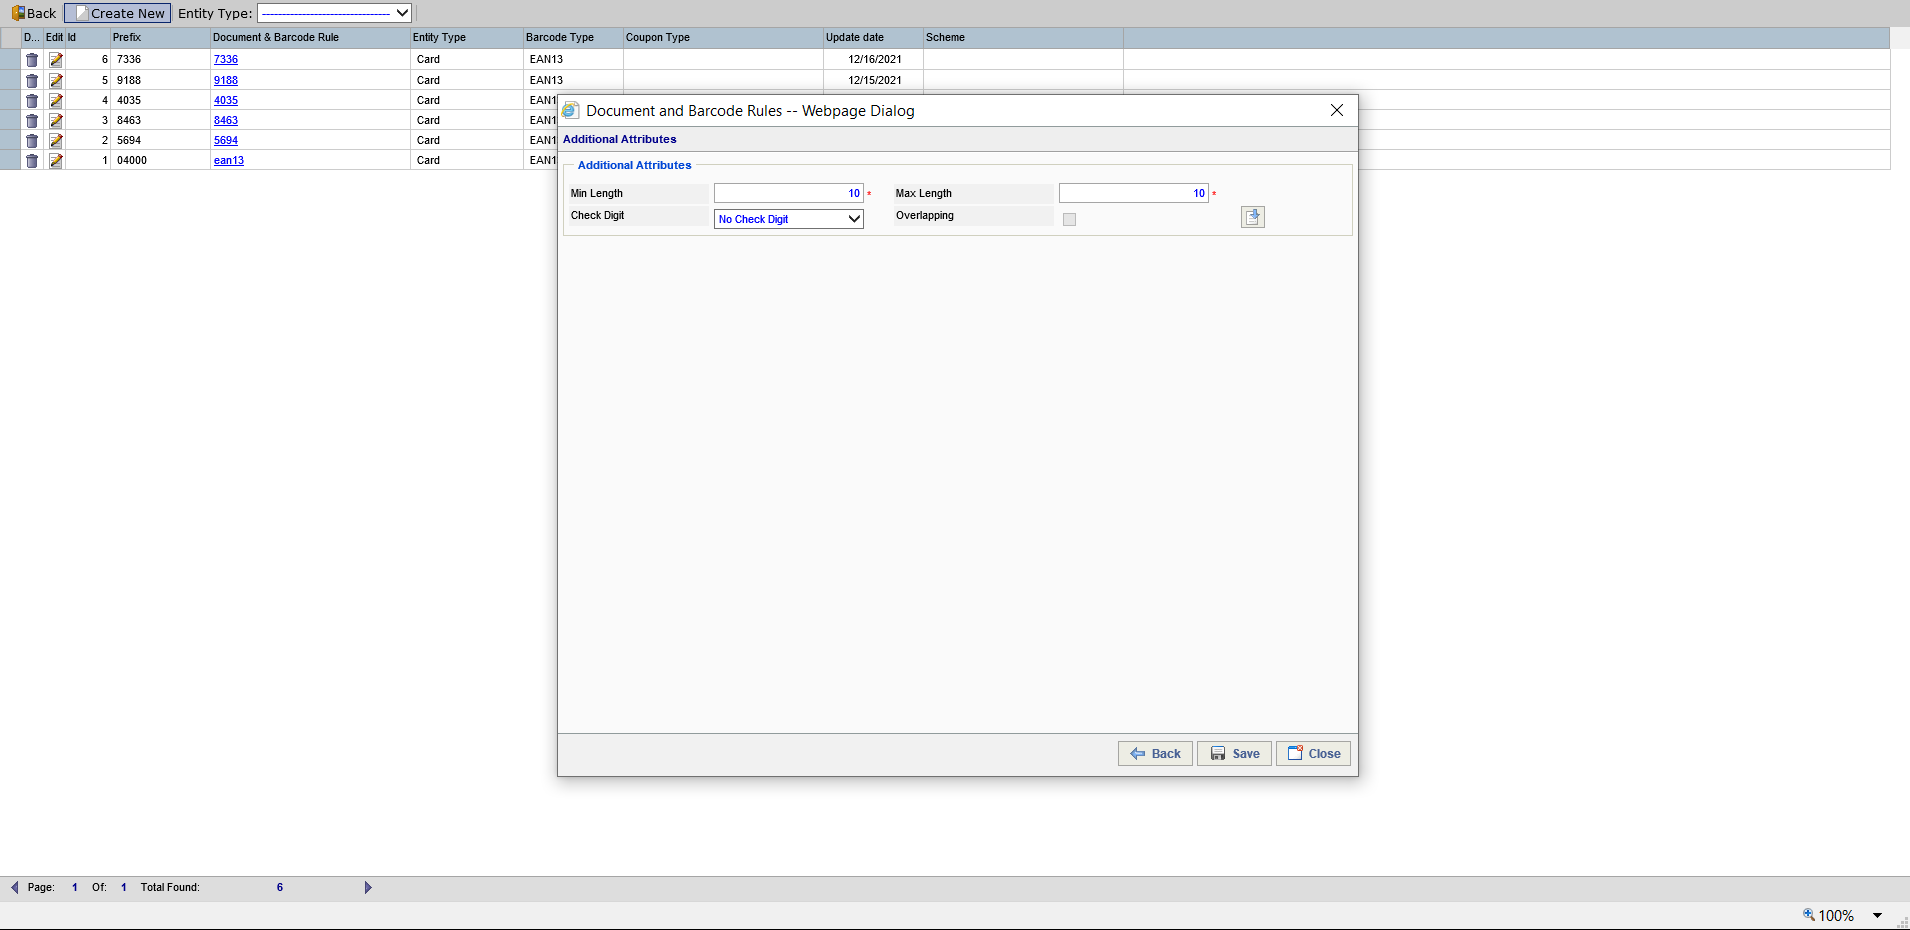 Back Create New Entity Type: --------------------------------
D... Edit Id Prefix Document & Barcode Rule Entity Type Barcode Type Coupon Type Update date Scheme
6 7336 7336 Card EAN13 12/16/2021
5 9188 9188 Card EAN13 12/15/2021
4 4035 4035 Card EAN1
3 8463 8463 Card EAN1
2 5694 5694 Card EAN1
1 04000 ean13 Card EAN1
Document and Barcode Rules -- Webpage Dialog
Additional Attributes
Additional Attributes
Min Length 10 * Max Length 10 *
Check Digit No Check Digit Overlapping
Back Save Close
Page: 1 Of: 1 Total Found: 6
100%